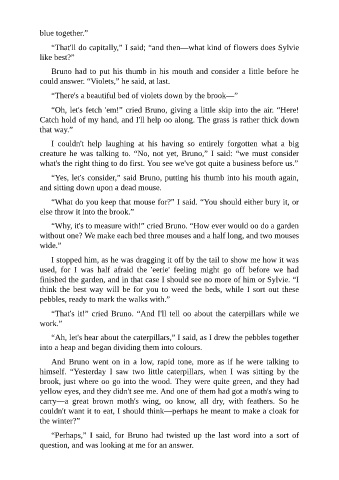 blue together."
"That'll do capitally," I said; "and then—what kind of flowers does Sylvie
like best?"
Bruno had to put his thumb in his mouth and consider a little before he
could answer. "Violets," he said, at last.
"There's a beautiful bed of violets down by the brook—"
"Oh, let's fetch 'em!" cried Bruno, giving a little skip into the air. "Here!
Catch hold of my hand, and I'll help oo along. The grass is rather thick down
that way."
I couldn't help laughing at his having so entirely forgotten what a big
creature he was talking to. "No, not yet, Bruno," I said: "we must consider
what's the right thing to do first. You see we've got quite a business before us."
"Yes, let's consider," said Bruno, putting his thumb into his mouth again,
and sitting down upon a dead mouse.
"What do you keep that mouse for?" I said. "You should either bury it, or
else throw it into the brook."
"Why, it's to measure with!" cried Bruno. "How ever would oo do a garden
without one? We make each bed three mouses and a half long, and two mouses
wide."
I stopped him, as he was dragging it off by the tail to show me how it was
used, for I was half afraid the 'eerie' feeling might go off before we had
finished the garden, and in that case I should see no more of him or Sylvie. "I
think the best way will be for you to weed the beds, while I sort out these
pebbles, ready to mark the walks with."
"That's it!" cried Bruno. "And I'll tell oo about the caterpillars while we
work."
"Ah, let's hear about the caterpillars," I said, as I drew the pebbles together
into a heap and began dividing them into colours.
And Bruno went on in a low, rapid tone, more as if he were talking to
himself. "Yesterday I saw two little caterpillars, when I was sitting by the
brook, just where oo go into the wood. They were quite green, and they had
yellow eyes, and they didn't see me. And one of them had got a moth's wing to
carry—a great brown moth's wing, oo know, all dry, with feathers. So he
couldn't want it to eat, I should think—perhaps he meant to make a cloak for
the winter?"
"Perhaps," I said, for Bruno had twisted up the last word into a sort of
question, and was looking at me for an answer.